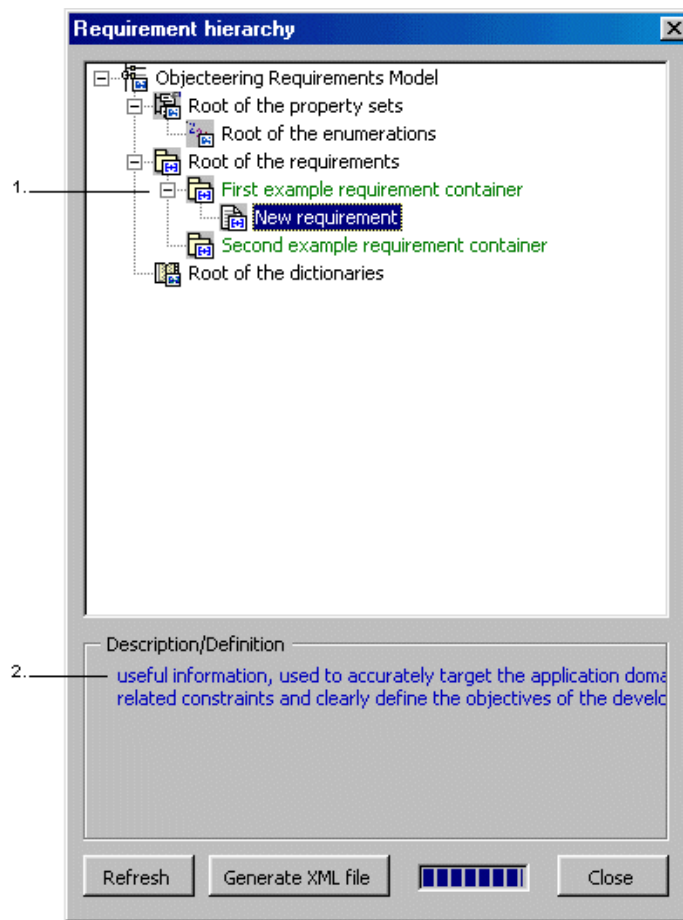 Requirement hierarchy
Objecteering Requirements Model
Root of the property sets
Root of the enumerations
Root of the requirements
1.
First example requirement container
New requirement
Second example requirement container
Root of the dictionaries
Description/Definition
2.
useful information, used to accurately target the application doma
related constraints and clearly define the objectives of the develo
Refresh
Generate XML file
Close